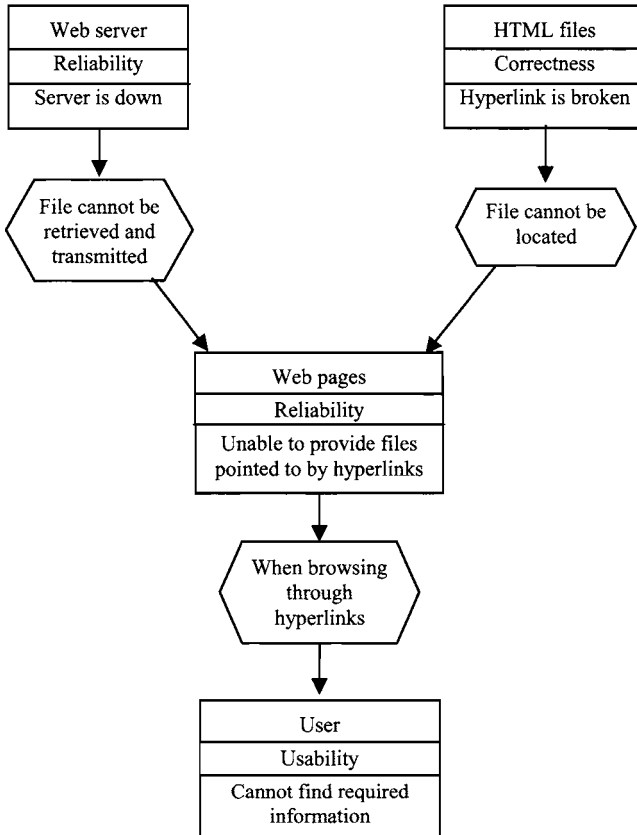 Web server
Reliability
Server is down
HTML files
Correctness
Hyperlink is broken
File cannot be
retrieved and
transmitted
File cannot be
located
Web pages
Reliability
Unable to provide files
pointed to by hyperlinks
When browsing
through
hyperlinks
User
Usability
Cannot find required
information